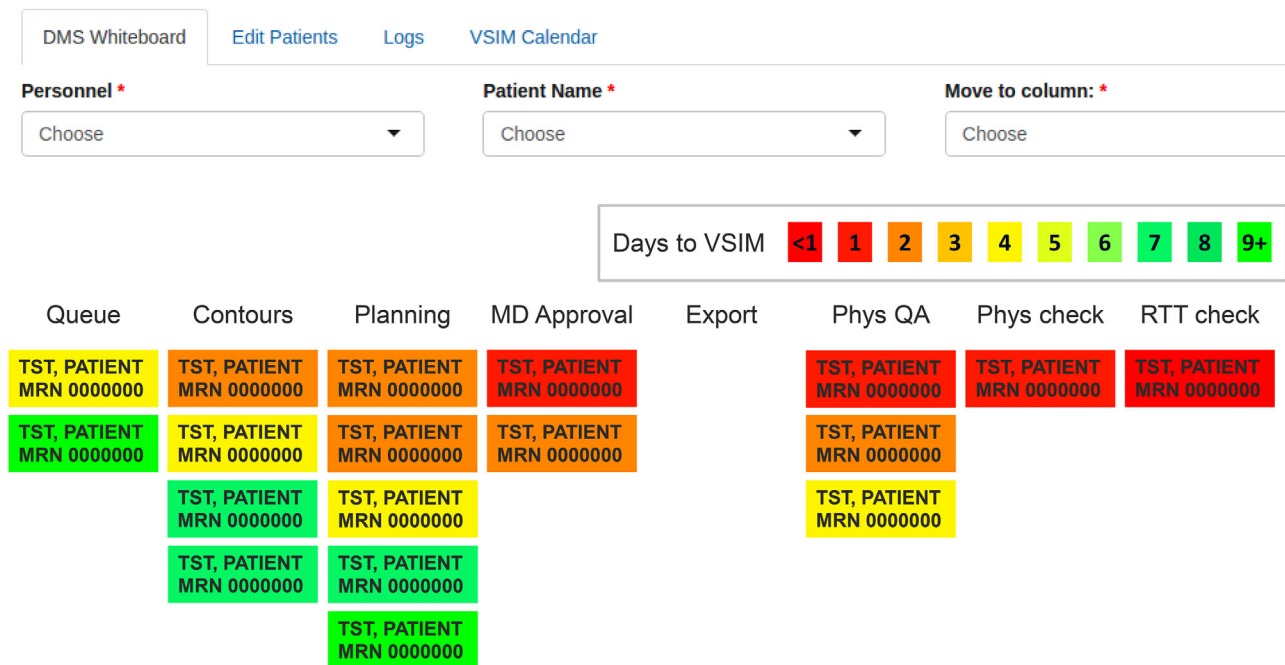 DMS Whiteboard Edit Patients Logs VSIM Calendar
Personnel * Patient Name * Move to column: *
Choose Choose Choose
Days to VSIM <1 1 2 3 4 5 6 7 8 9+
Queue Contours Planning MD Approval Export Phys QA Phys check RTT check
TST, PATIENT TST, PATIENT TST, PATIENT TST, PATIENT TST, PATIENT TST, PATIENT TST, PATIENT
MRN 0000000 MRN 0000000 MRN 0000000 MRN 0000000 MRN 0000000 MRN 0000000 MRN 0000000
TST, PATIENT TST, PATIENT TST, PATIENT TST, PATIENT TST, PATIENT
MRN 0000000 MRN 0000000 MRN 0000000 MRN 0000000 MRN 0000000
TST, PATIENT TST, PATIENT TST, PATIENT
MRN 0000000 MRN 0000000 MRN 0000000
TST, PATIENT TST, PATIENT
MRN 0000000 MRN 0000000
TST, PATIENT
MRN 0000000